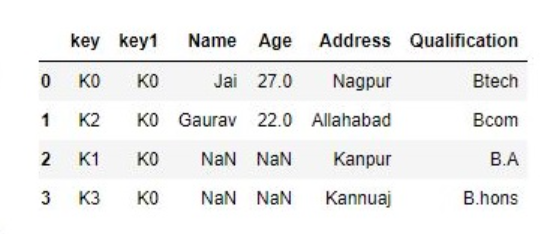 key key1 Name Age Address Qualification
0 K0 K0 Jai 27.0 Nagpur Btech
1 K2 K0 Gaurav 22.0 Allahabad Bcom
2 K1 K0 NaN NaN Kanpur B.A
3 K3 K0 NaN NaN Kannuaj B.hons